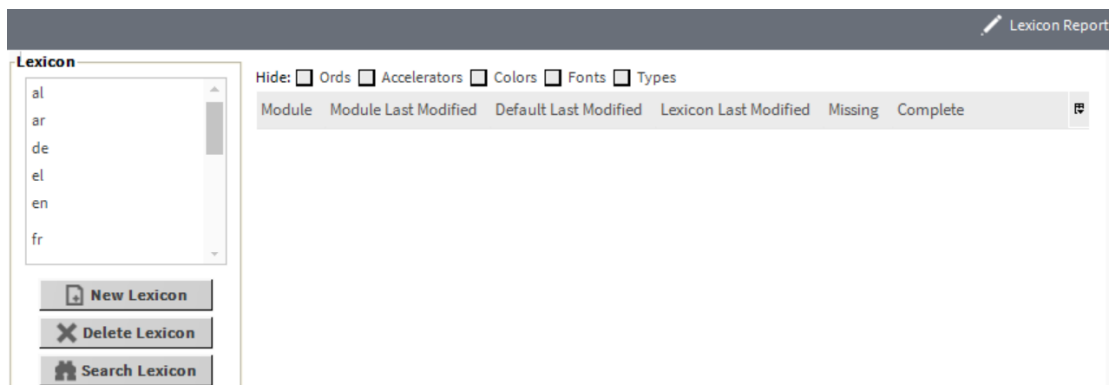 Lexicon Report
Lexicon
al
ar
de
el
en
fr
New Lexicon
Delete Lexicon
Search Lexicon
Hide: Ords Accelerators Colors Fonts Types
Module Module Last Modified Default Last Modified Lexicon Last Modified Missing Complete